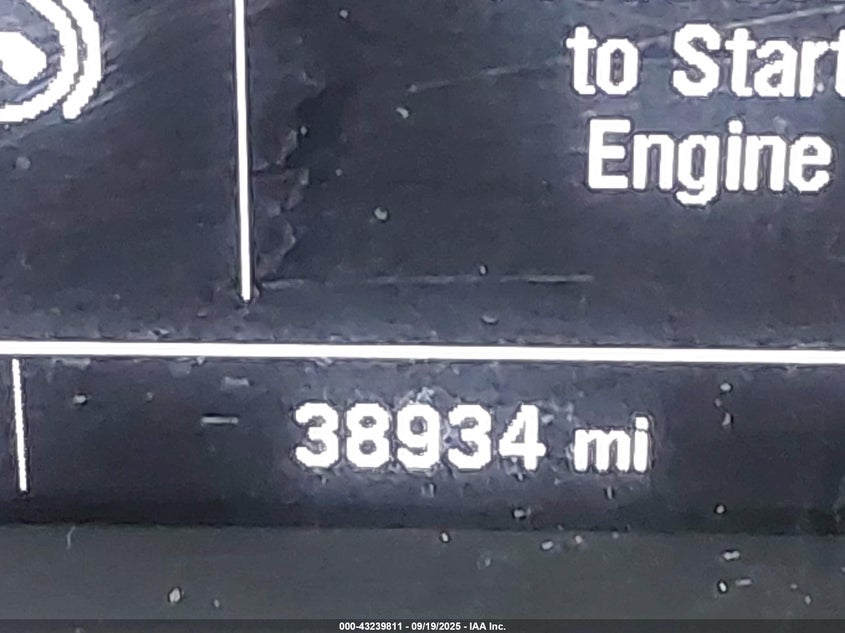 to Start
Engine
38934 mi
000-43239811 - 09/19/2025 - IAA Inc.